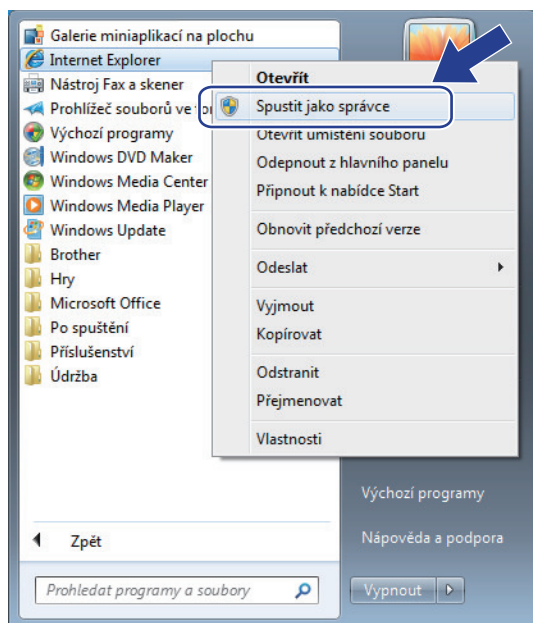 Galerie miniaplikací na plochu
Internet Explorer
Nástroj Fax a skener
Prohlížeč souborů ve
Výchozí programy
Windows DVD Maker
Windows Media Center
Windows Media Player
Windows Update
Brother
Hry
Microsoft Office
Po spuštění
Příslušenství
Údržba
Zpět
Prohledat programy a soubory
Otevřít
Spustit jako správce
Otevřít umístění souboru
Odepnout z hlavního panelu
Připnout k nabídce Start
Obnovit předchozí verze
Odeslat
Vyjmout
Kopírovat
Odstranit
Přejmenovat
Vlastnosti
Výchozí programy
Nápověda a podpora
Vypnout